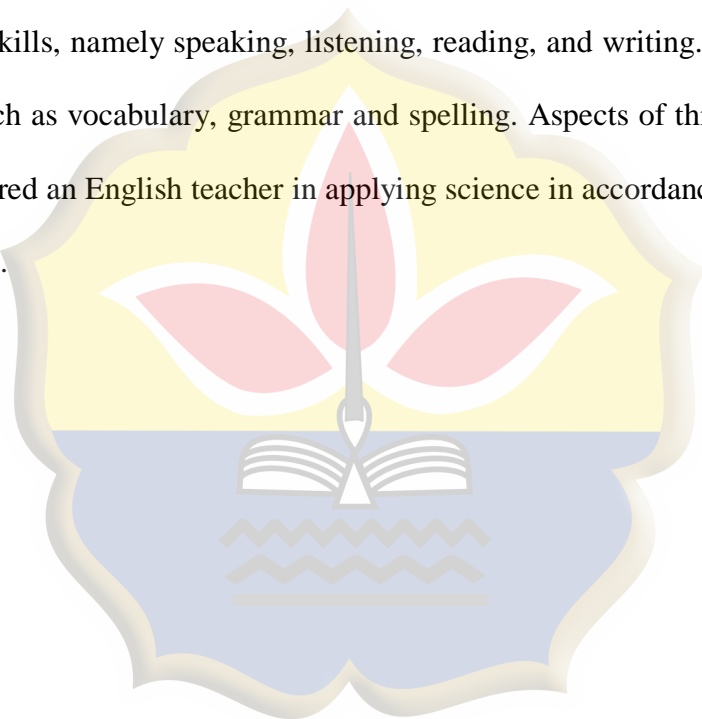 kills, namely speaking, listening, reading, and writing.
ch as vocabulary, grammar and spelling. Aspects of thi
red an English teacher in applying science in accordanc
.